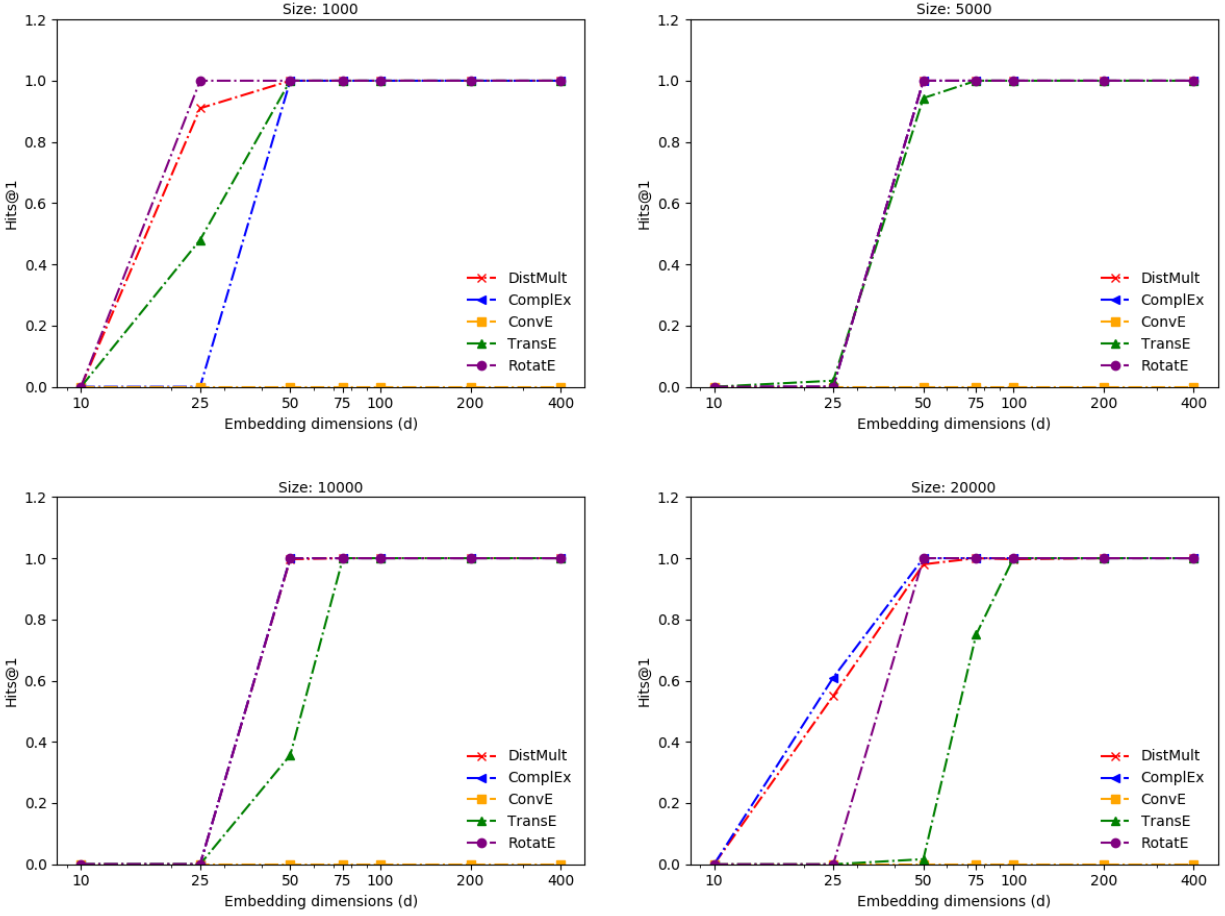 Size: 1000
1.2
1.0
0.8
0.6
0.4
0.2
0.0
Hits@1
DistMult
ComplEx
ConvE
TransE
RotatE
10 25 50 75 100 200 400
Embedding dimensions (d)
Size: 5000
1.2
1.0
0.8
0.6
0.4
0.2
0.0
Hits@1
DistMult
ComplEx
ConvE
TransE
RotatE
10 25 50 75 100 200 400
Embedding dimensions (d)
Size: 10000
1.2
1.0
0.8
0.6
0.4
0.2
0.0
Hits@1
DistMult
ComplEx
ConvE
TransE
RotatE
10 25 50 75 100 200 400
Embedding dimensions (d)
Size: 20000
1.2
1.0
0.8
0.6
0.4
0.2
0.0
Hits@1
DistMult
ComplEx
ConvE
TransE
RotatE
10 25 50 75 100 200 400
Embedding dimensions (d)